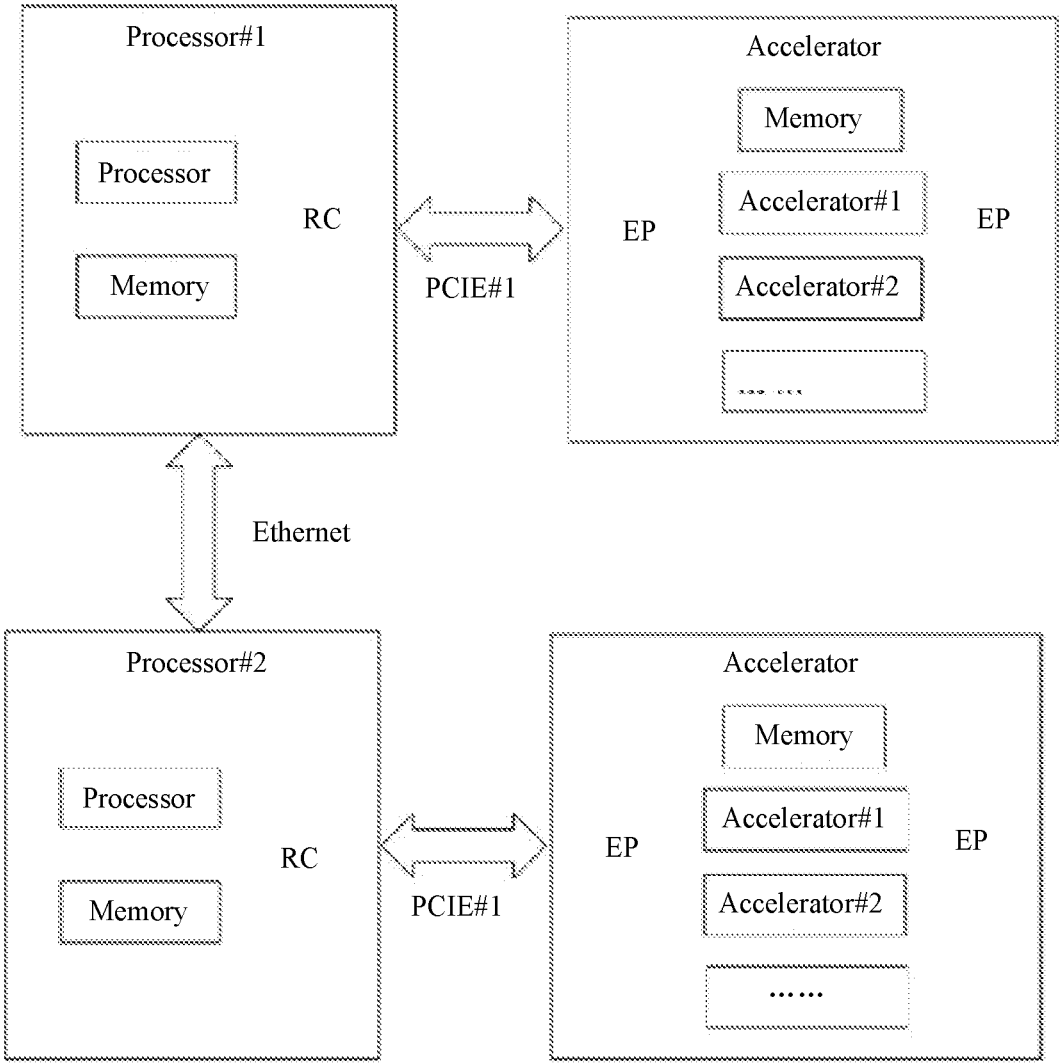 Processor#1
Processor
Memory
RC
PCIE#1
Accelerator
EP
Memory
Accelerator#1
Accelerator#2
... ...
EP
Ethernet
Processor#2
Processor
Memory
RC
PCIE#1
Accelerator
EP
Memory
Accelerator#1
Accelerator#2
……
EP